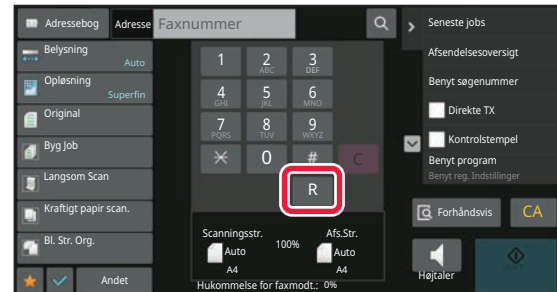 Adressebog
Adresse
Faxnummer
Seneste jobs
Belysning
Auto
Opløsning
Superfin
Original
Byg Job
Langsom Scan
Kraftigt papir scan.
Bl. Str. Org.
Andet
1
2
ABC
3
DEF
4
GHI
5
JKL
6
MNO
7
PQRS
8
TUV
9
WXYZ
0
#
C
R
Scanningsstr.
100%
Afs.Str.
Auto
A4
Auto
A4
Hukommelse for faxmodt.: 0%
Afsendelsesoversigt
Benyt søgenummer
Direkte TX
Kontrolstempel
Benyt program
Benyt reg. Indstillinger
Forhåndsvis
CA
Højtaler